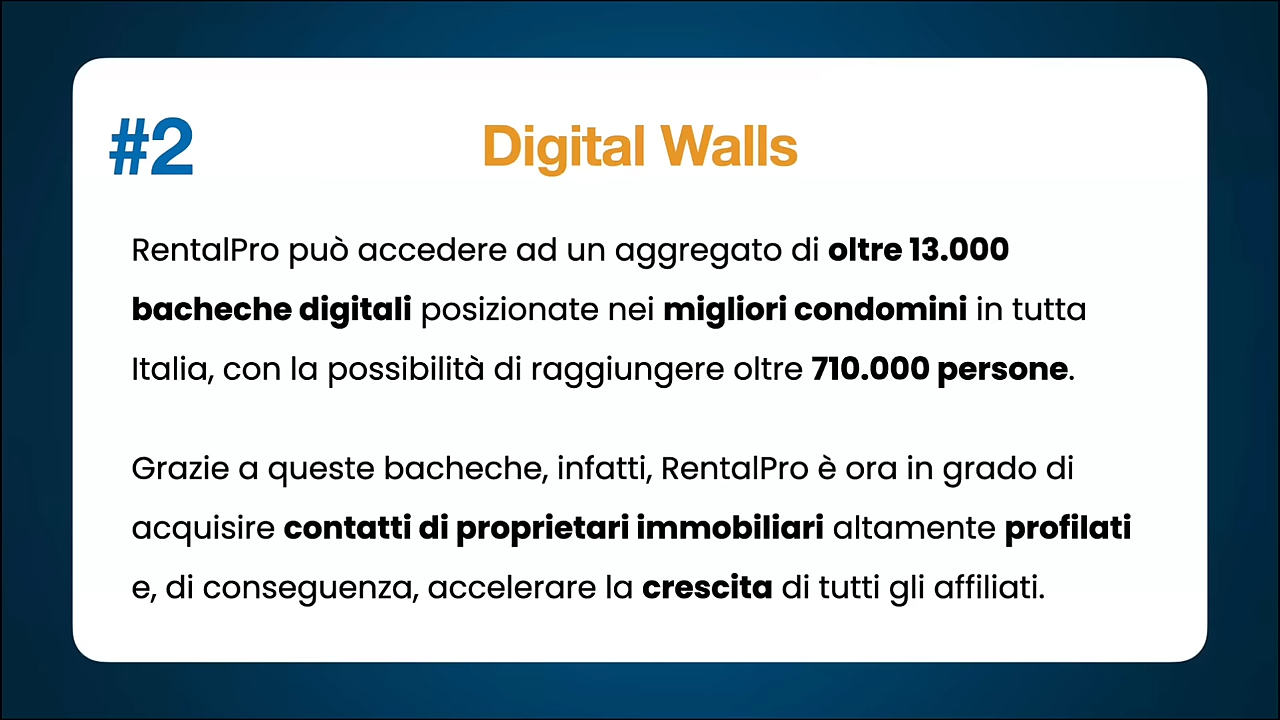 #2
Digital Walls
RentalPro può accedere ad un aggregato di oltre 13.000
bacheche digitali posizionate nei migliori condomini in tutta
Italia, con la possibilità di raggiungere oltre 710.000 persone.
Grazie a queste bacheche, infatti, RentalPro è ora in grado di
acquisire contatti di proprietari immobiliari altamente profilati
e, di conseguenza, accelerare la crescita di tutti gli affiliati.